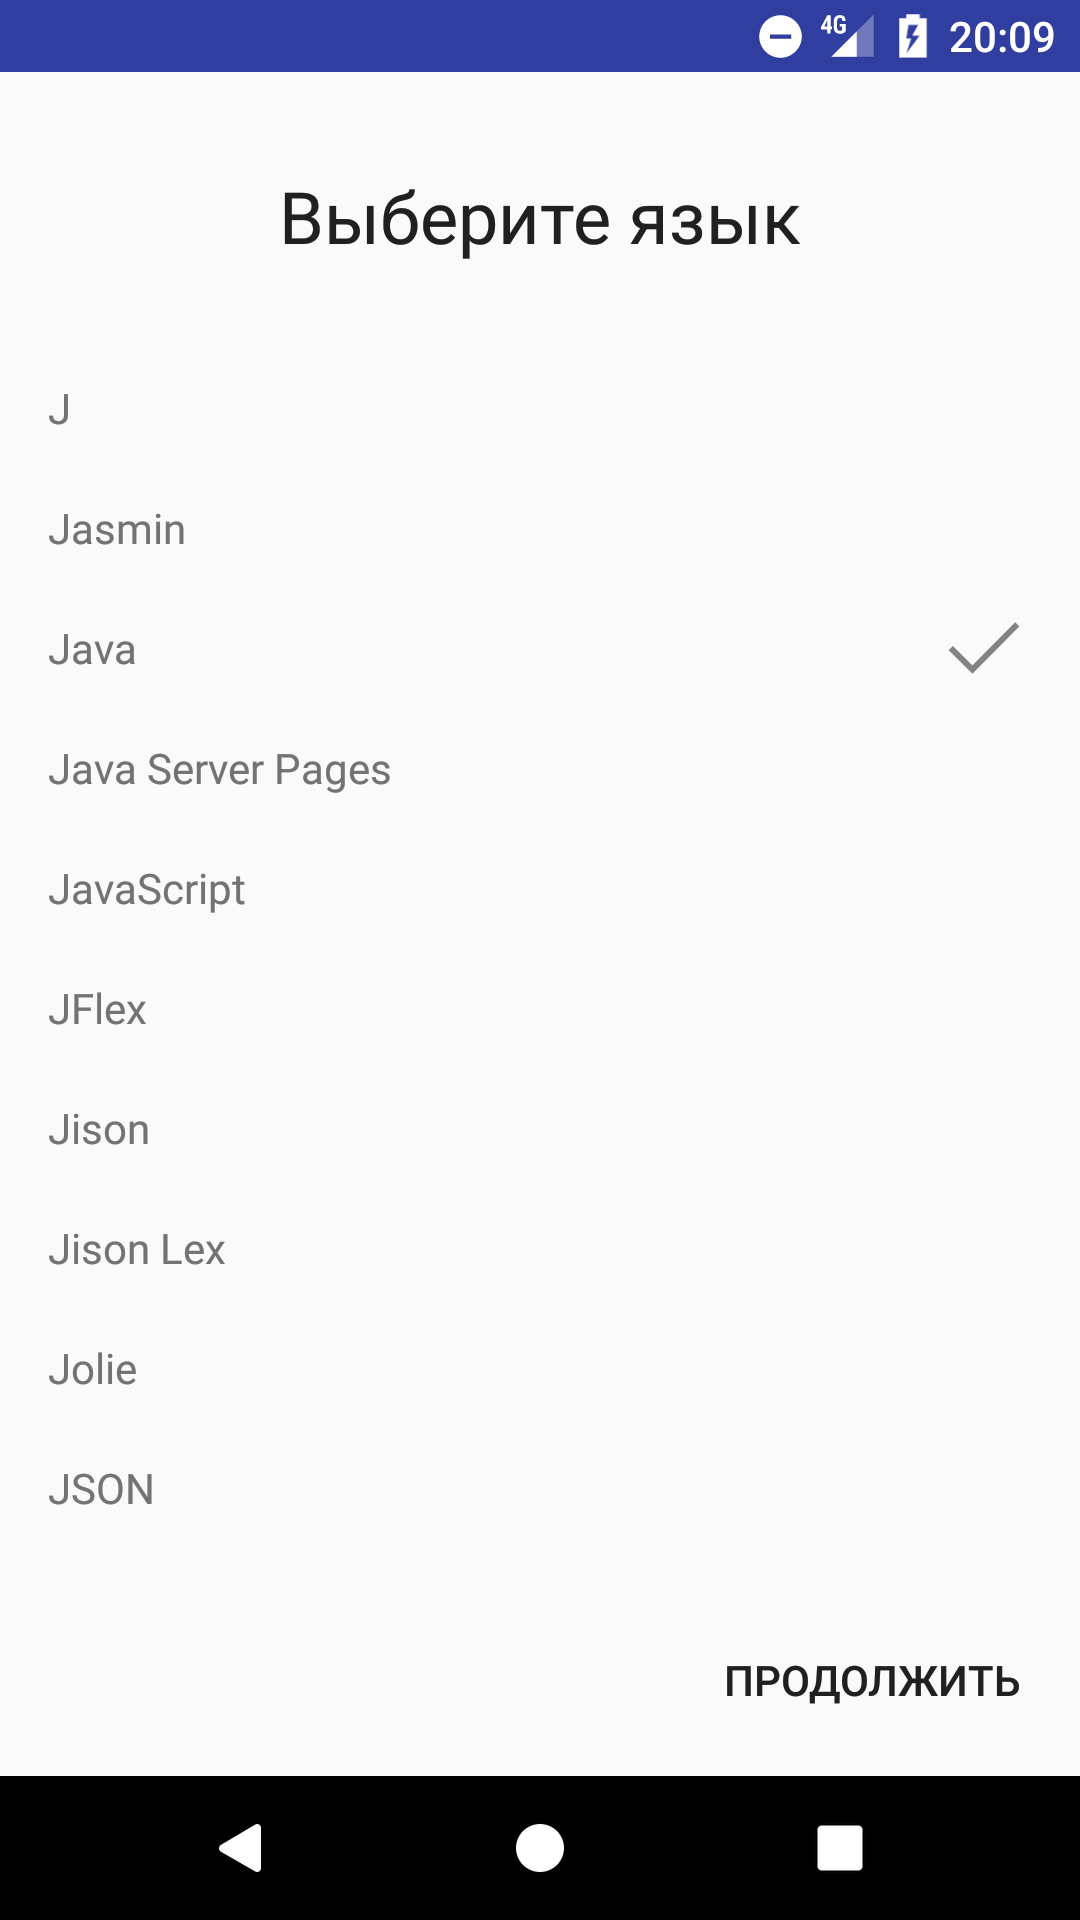 4G 20:09
Выберите язык
J
Jasmin
Java
Java Server Pages
JavaScript
JFlex
Jison
Jison Lex
Jolie
JSON
ПРОДОЛЖИТЬ